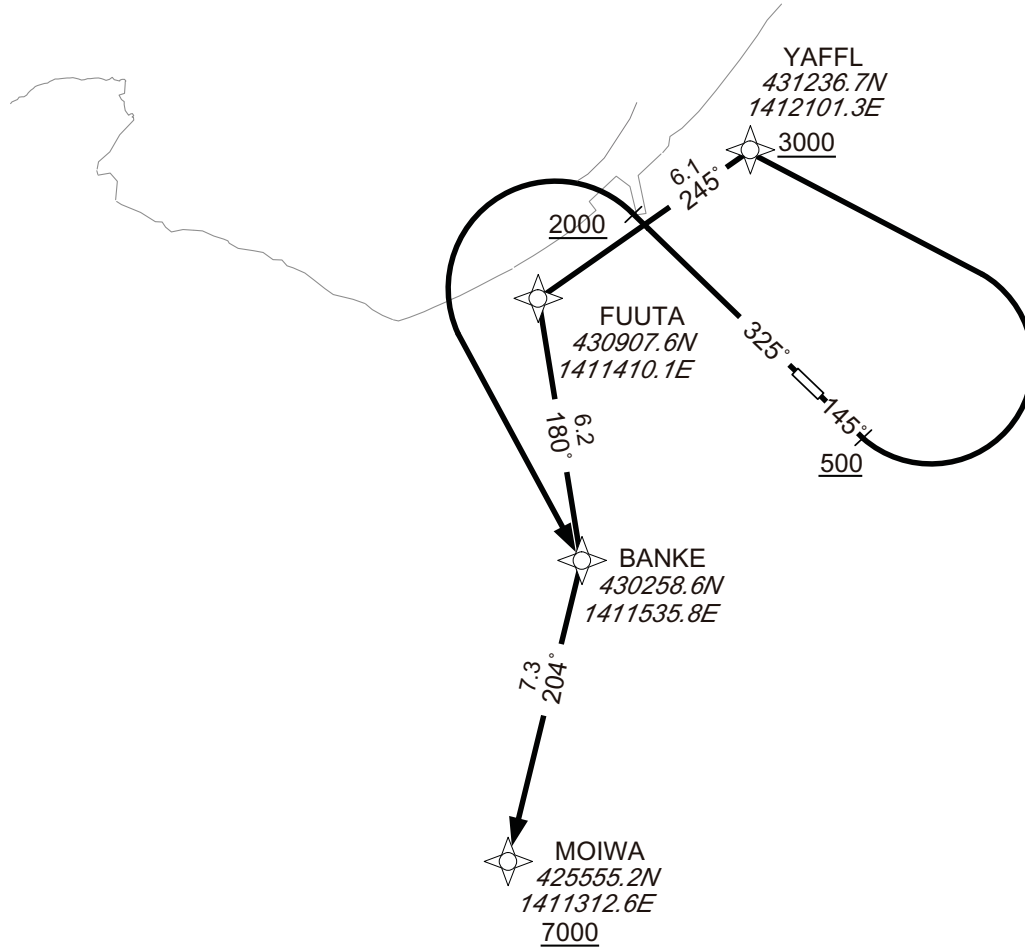 YAFFL
431236.7N
1412101.3E
3000
6.1
245°
2000
FUUTA
430907.6N
1411410.1E
325°
145°
500
6.2
180°
BANKE
430258.6N
1411535.8E
7.3
204°
MOIWA
425555.2N
1411312.6E
7000